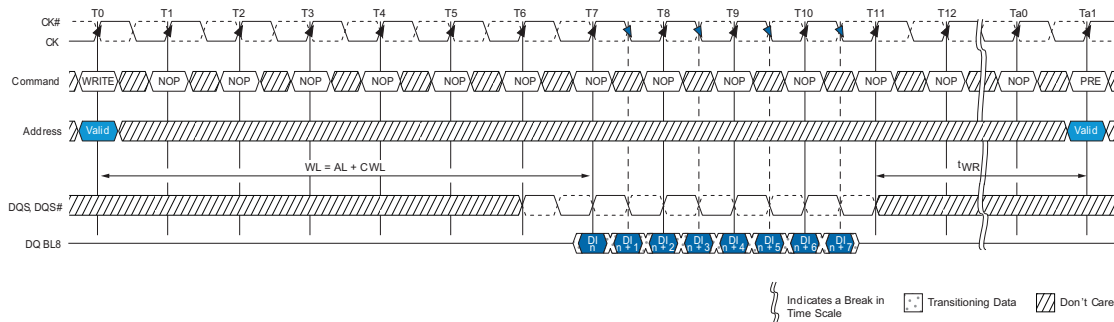 T0 T1 T2 T3 T4 T5 T6 T7 T8 T9 T10 T11 T12 Ta0 Ta1
CK#
CK
Command WRITE NOP NOP NOP NOP NOP NOP NOP NOP NOP NOP NOP NOP NOP PRE
Address Valid Valid
WL = AL + CWL tWR
DQS, DQS#
DQ BL8 DI n DI n + 1 DI n + 2 DI n + 3 DI n + 4 DI n + 5 DI n + 6 DI n + 7
Indicates a Break in Transitioning Data Don't Care
Time Scale